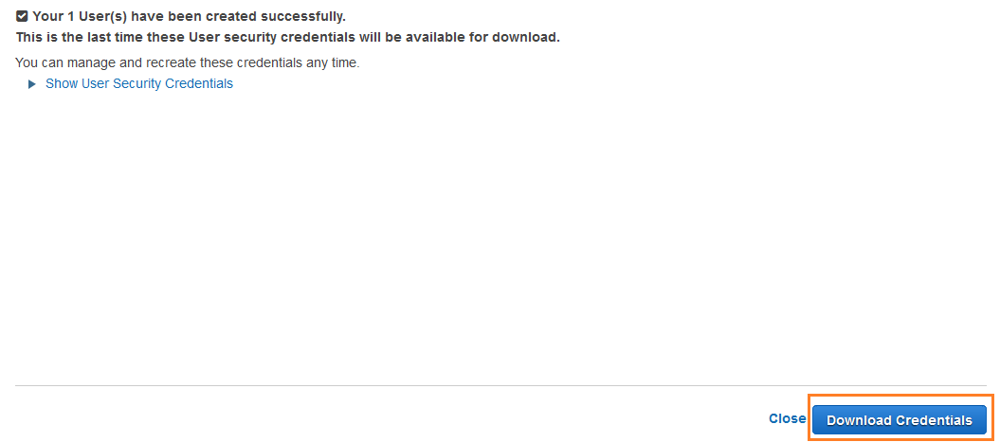 Your 1 User(s) have been created successfully.
This is the last time these User security credentials will be available for download.
You can manage and recreate these credentials any time.
Show User Security Credentials
Close Download Credentials